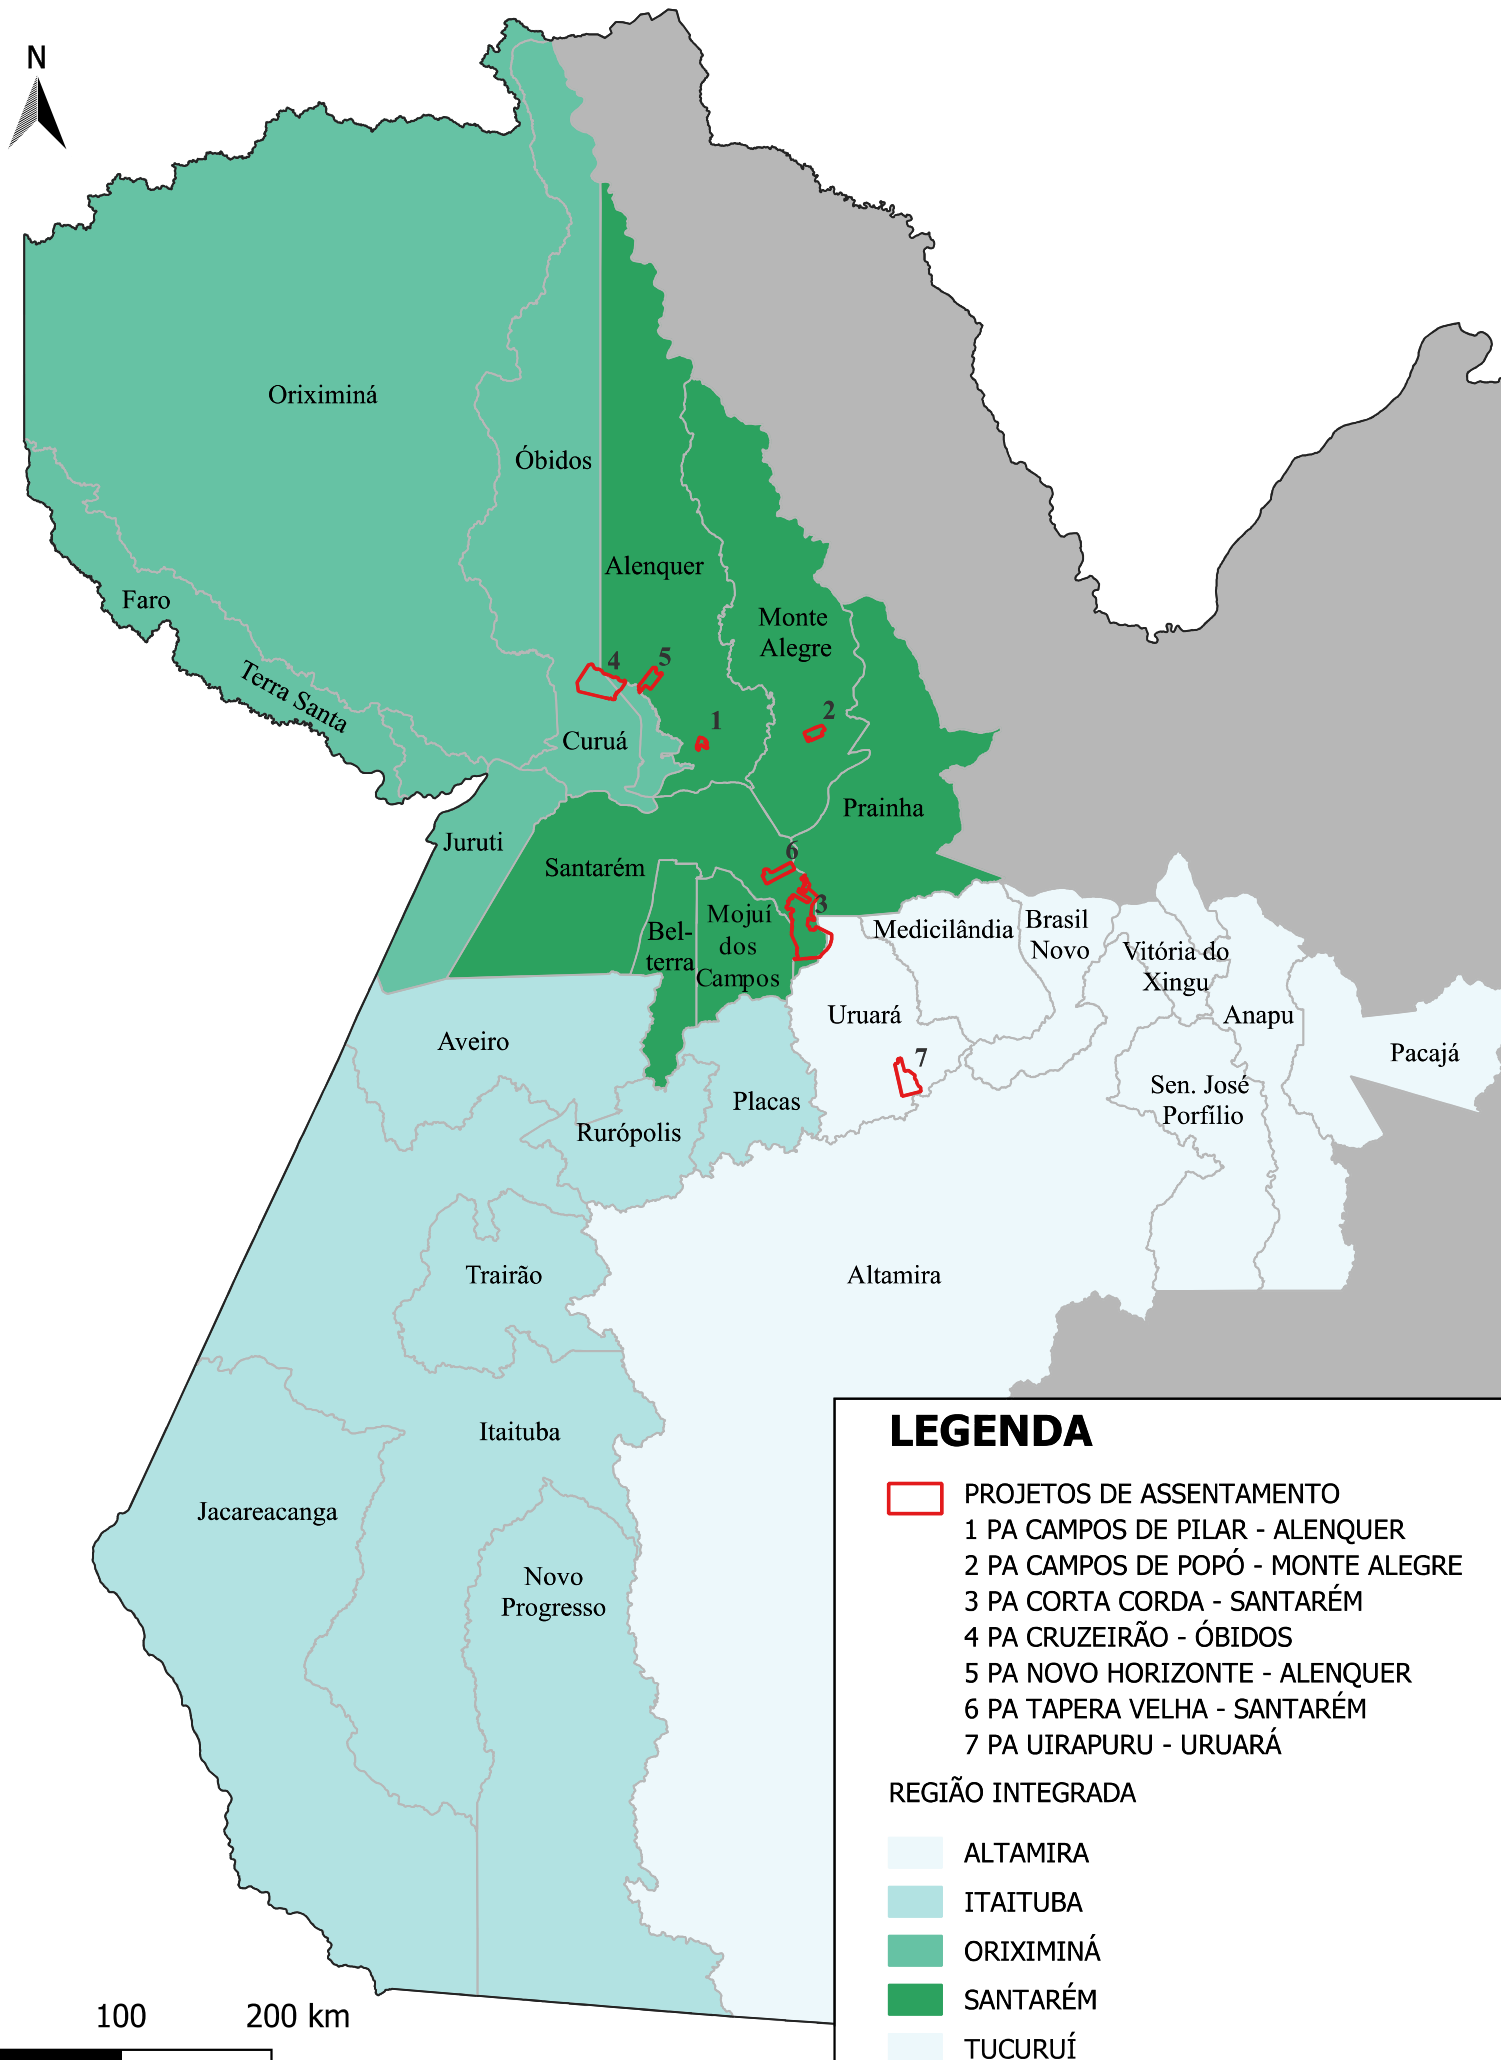 N
Oriximiná
Óbidos
Alenquer
Faro
Monte
Alegre
Terra Santa
4
5
1
2
Curuá
Prainha
Juruti
Santarém
6
3
Bel-
terra
Mojuí
dos
Campos
Medicilândia
Brasil
Novo
Vitória do
Xingu
Uruará
Anapu
Aveiro
7
Pacajá
Placas
Sen. José
Porfílio
Rurópolis
Trairão
Altamira
Itaituba
Jacareacanga
Novo
Progresso
LEGENDA
PROJETOS DE ASSENTAMENTO
1 PA CAMPOS DE PILAR - ALENQUER
2 PA CAMPOS DE POPÓ - MONTE ALEGRE
3 PA CORTA CORDA - SANTARÉM
4 PA CRUZEIRÃO - ÓBIDOS
5 PA NOVO HORIZONTE - ALENQUER
6 PA TAPERA VELHA - SANTARÉM
7 PA UIRAPURU - URUARÁ
REGIÃO INTEGRADA
ALTAMIRA
ITAITUBA
ORIXIMINÁ
SANTARÉM
TUCURUÍ
100 200 km